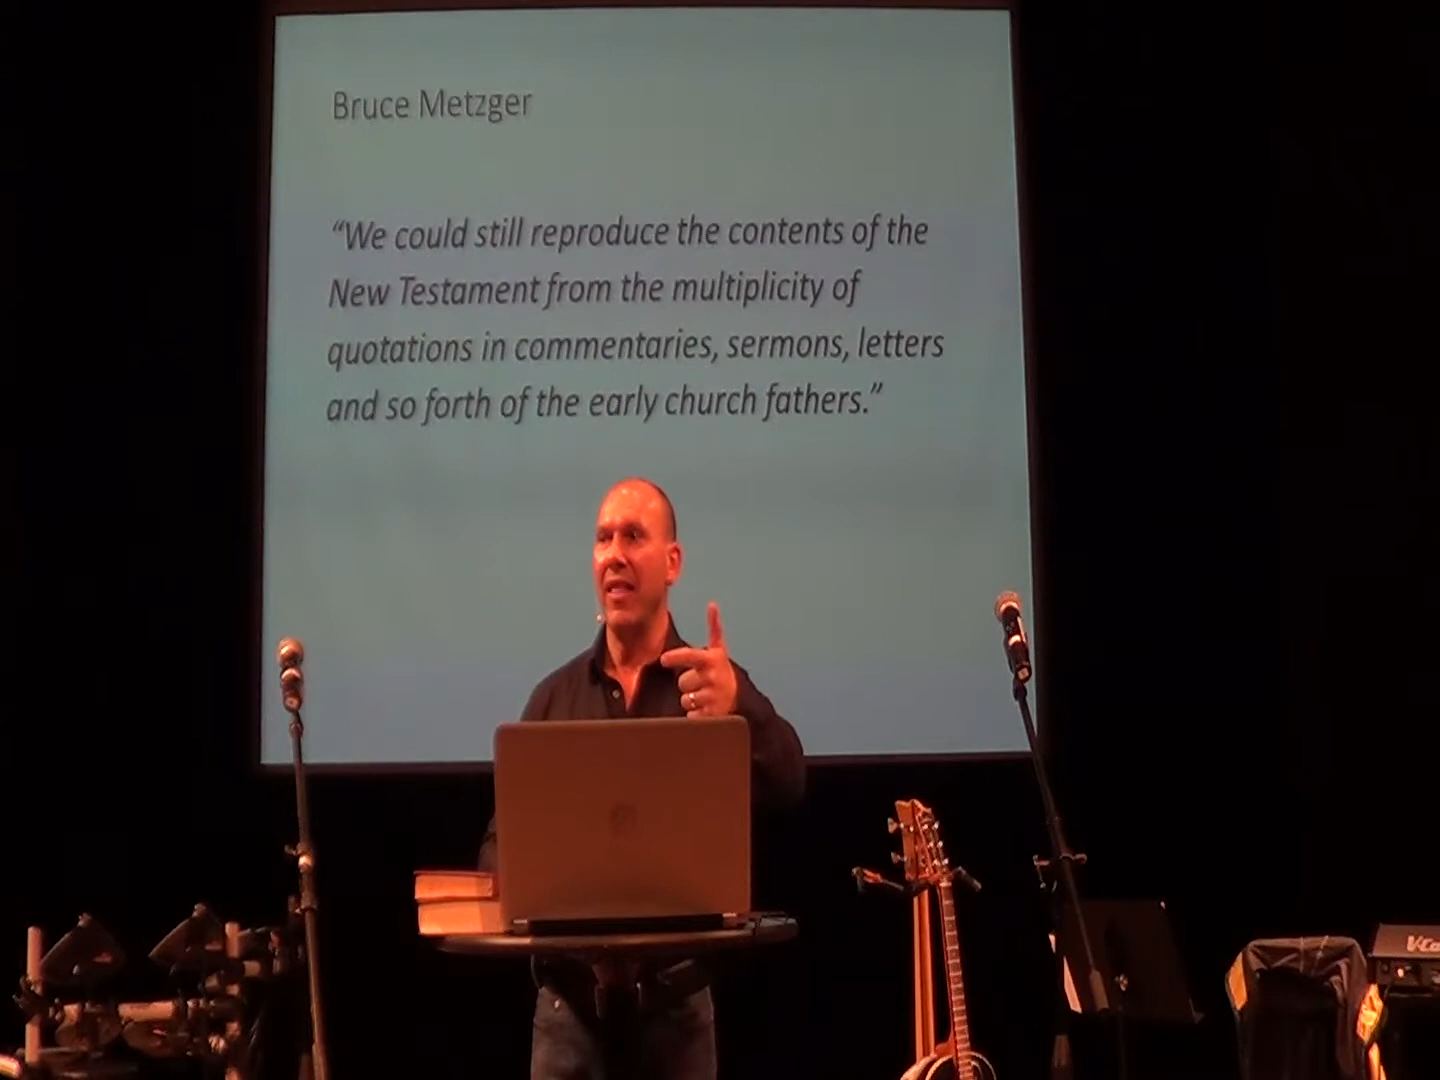 Bruce Metzger
“We could still reproduce the contents of the
New Testament from the multiplicity of
quotations in commentaries, sermons, letters
and so forth of the early church fathers.”